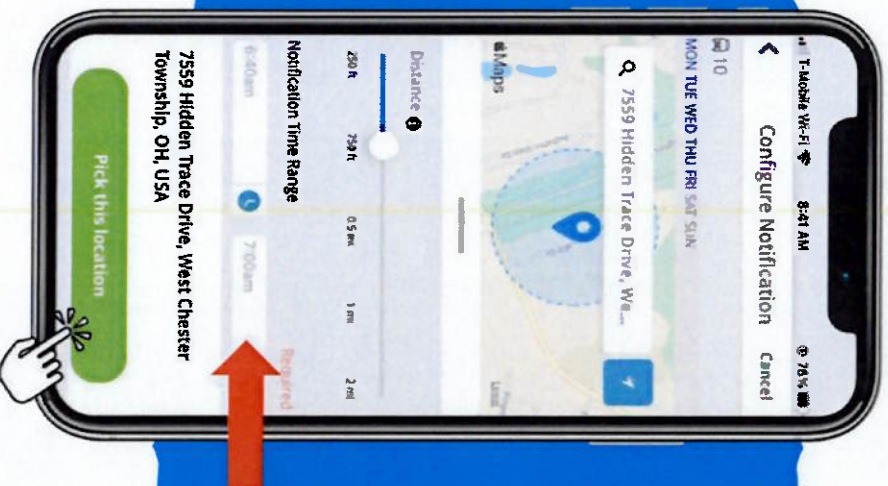 T-Mobile Wi-Fi 8:41 AM 76%
Configure Notification Cancel
10
MON TUE WED THU FRI SAT SUN
7559 Hidden Trace Drive, We...
Maps
Legal
Distance
250 ft 750 ft 0.5 mi 1 mi 2 mi
Notification Time Range Required
6:40am 7:00am
7559 Hidden Trace Drive, West Chester
Township, OH, USA
Pick this location